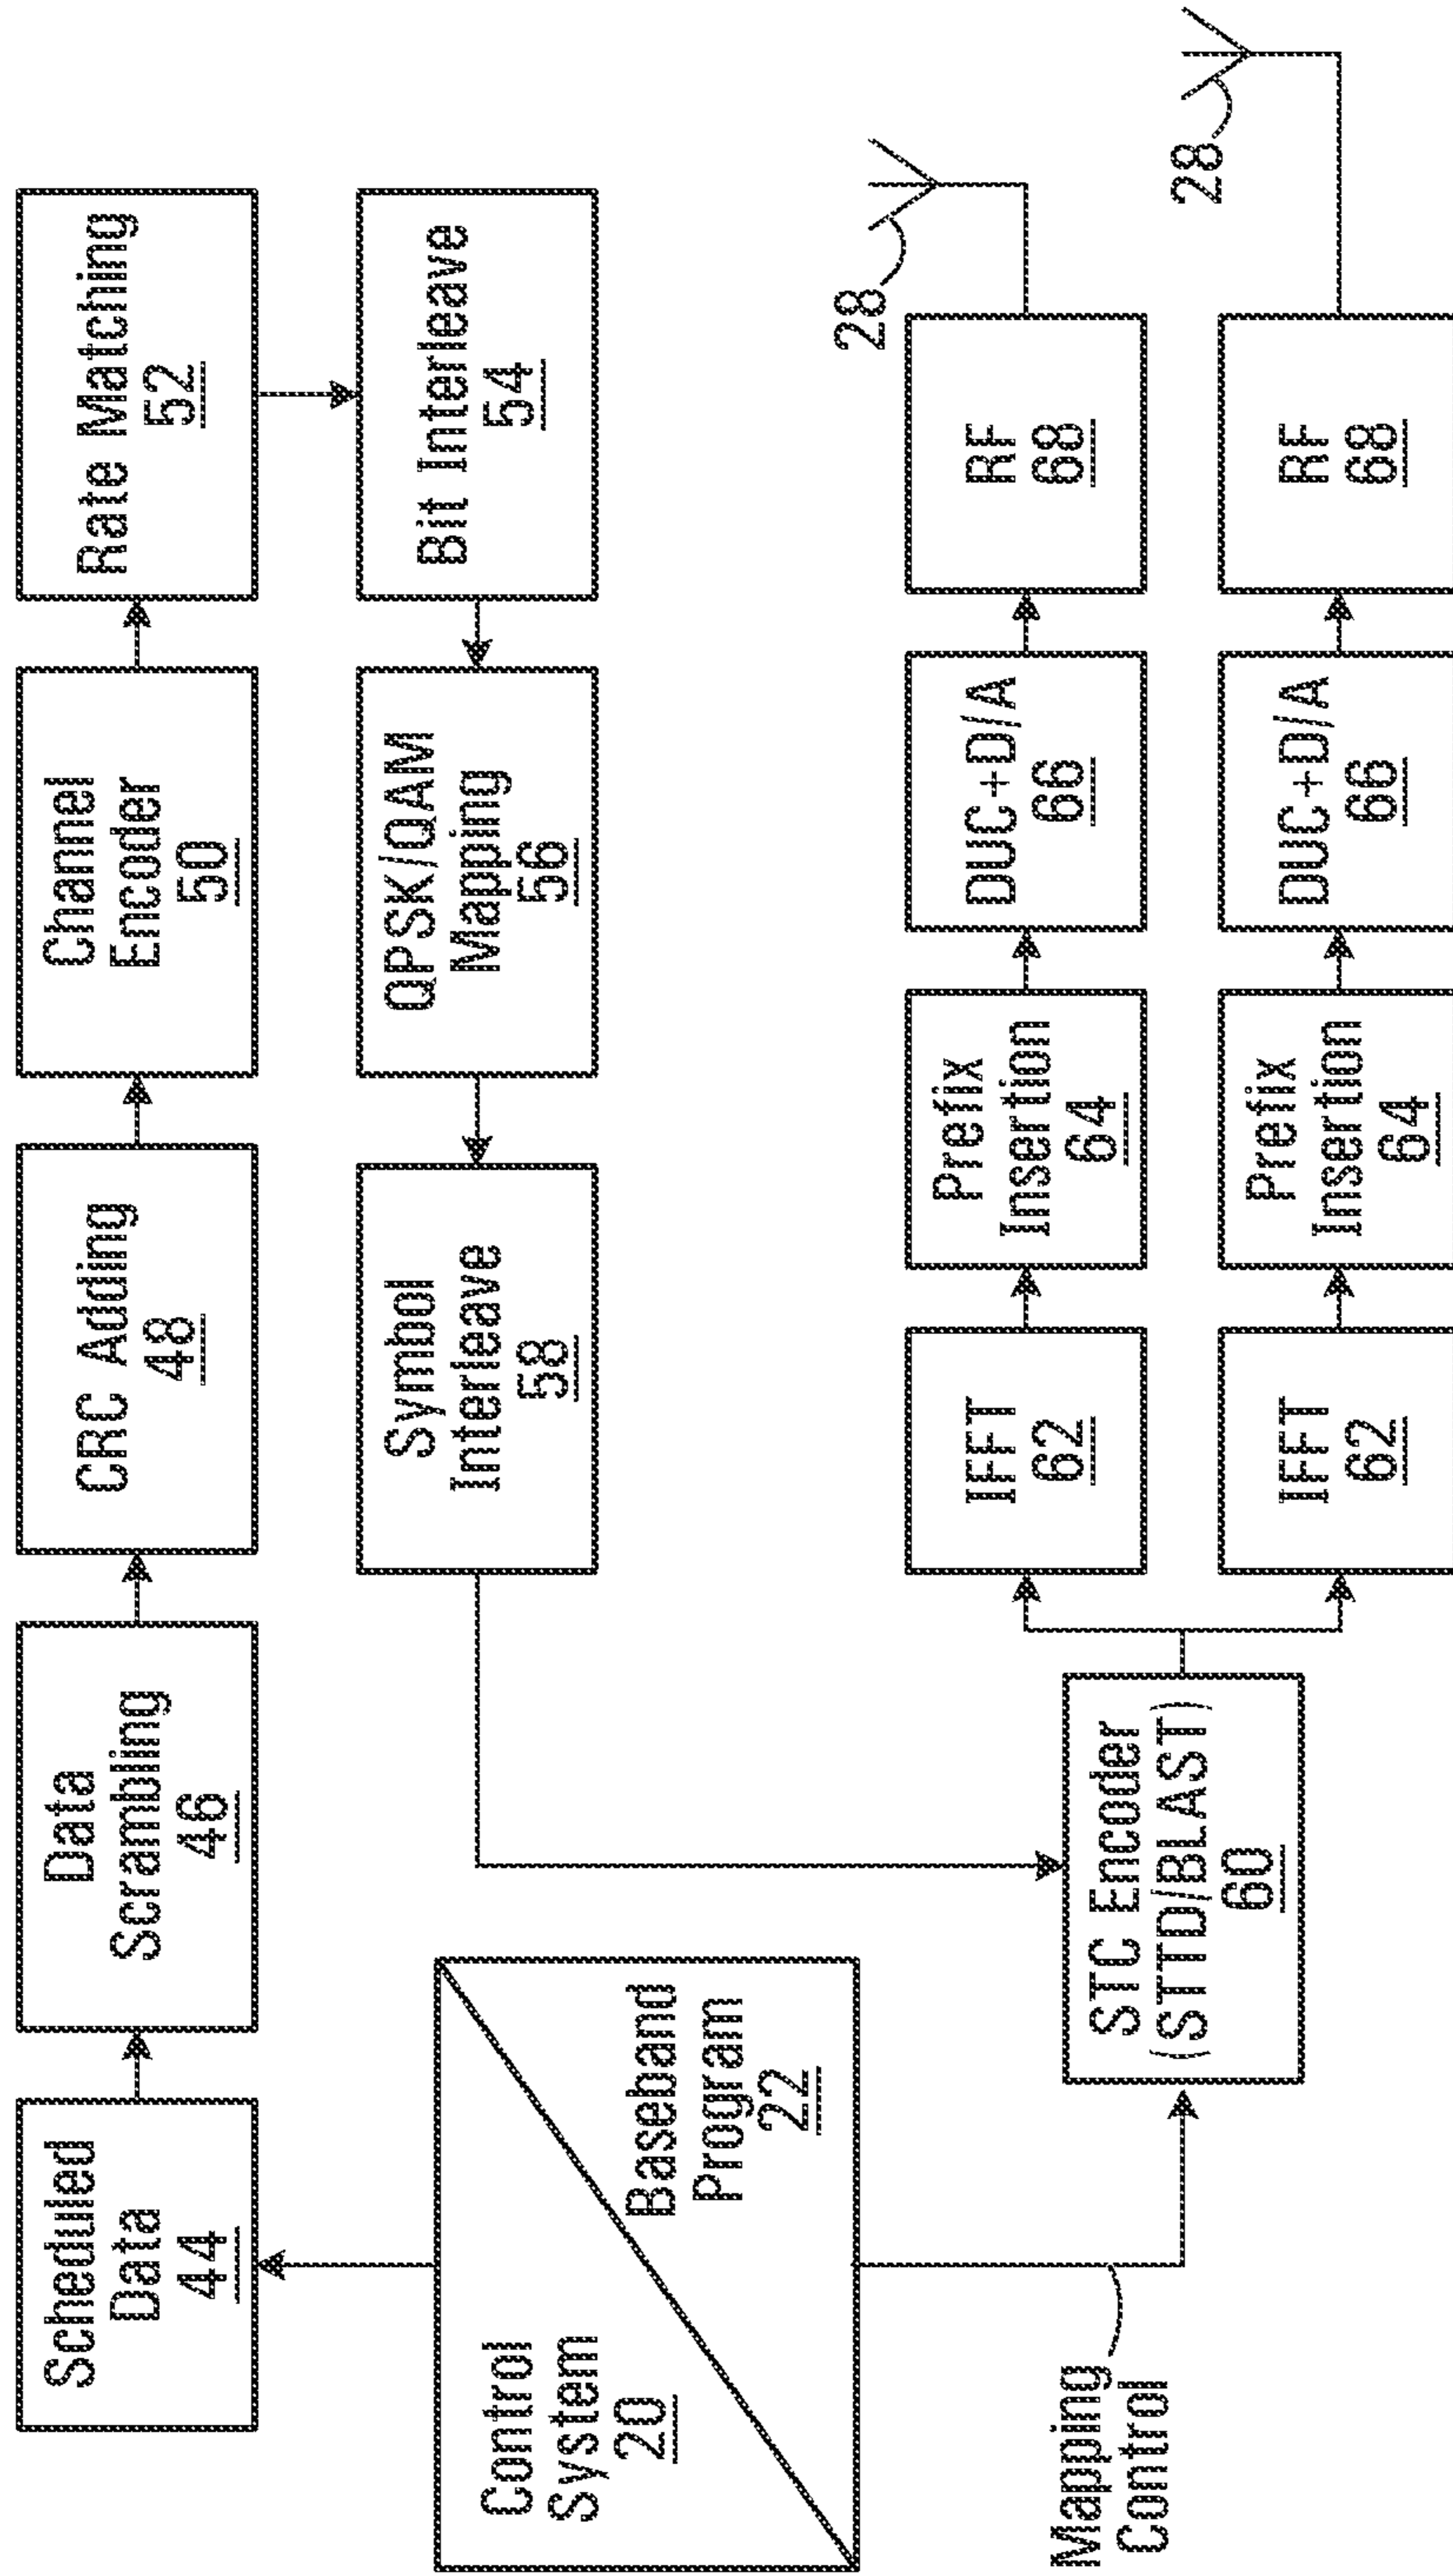 Scheduled
Data
44
Data
Scrambling
46
CRC Adding
48
Channel
Encoder
50
Rate Matching
52
Control
System
20
Baseband
Program
22
Symbol
Interleave
58
QPSK/QAM
Mapping
56
Bit Interleave
54
Mapping
Control
STC Encoder
(STTD/BLAST)
60
IFFT
62
Prefix
Insertion
64
DUC+D/A
66
RF
68
28
IFFT
62
Prefix
Insertion
64
DUC+D/A
66
RF
68
28